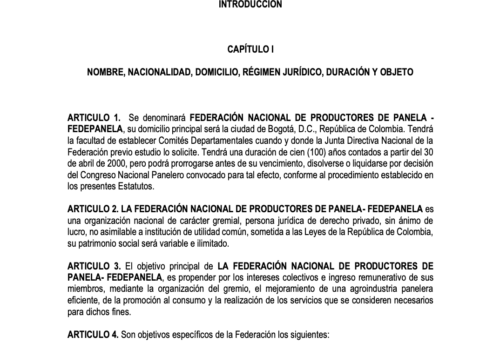 INTRODUCCIÓN
CAPÍTULO I
NOMBRE, NACIONALIDAD, DOMICILIO, RÉGIMEN JURÍDICO, DURACIÓN Y OBJETO
ARTICULO 1. Se denominará FEDERACIÓN NACIONAL DE PRODUCTORES DE PANELA -
FEDEPANELA, su domicilio principal será la ciudad de Bogotá, D.C., República de Colombia. Tendrá
la facultad de establecer Comités Departamentales cuando y donde la Junta Directiva Nacional de la
Federación previo estudio lo solicite. Tendrá una duración de cien (100) años contados a partir del 30
de abril de 2000, pero podrá prorrogarse antes de su vencimiento, disolverse o liquidarse por decisión
del Congreso Nacional Panelero convocado para tal efecto, conforme al procedimiento establecido en
los presentes Estatutos.
ARTICULO 2. LA FEDERACIÓN NACIONAL DE PRODUCTORES DE PANELA- FEDEPANELA es
una organización nacional de carácter gremial, persona jurídica de derecho privado, sin ánimo de
lucro, no asimilable a institución de utilidad común, sometida a las Leyes de la República de Colombia,
su patrimonio social será variable e ilimitado.
ARTICULO 3. El objetivo principal de LA FEDERACIÓN NACIONAL DE PRODUCTORES DE
PANELA- FEDEPANELA, es propender por los intereses colectivos e ingreso remunerativo de sus
miembros, mediante la organización del gremio, el mejoramiento de una agroindustria panelera
eficiente, de la promoción al consumo y la realización de los servicios que se consideren necesarios
para dichos fines.
ARTICULO 4. Son objetivos específicos de la Federación los siguientes: